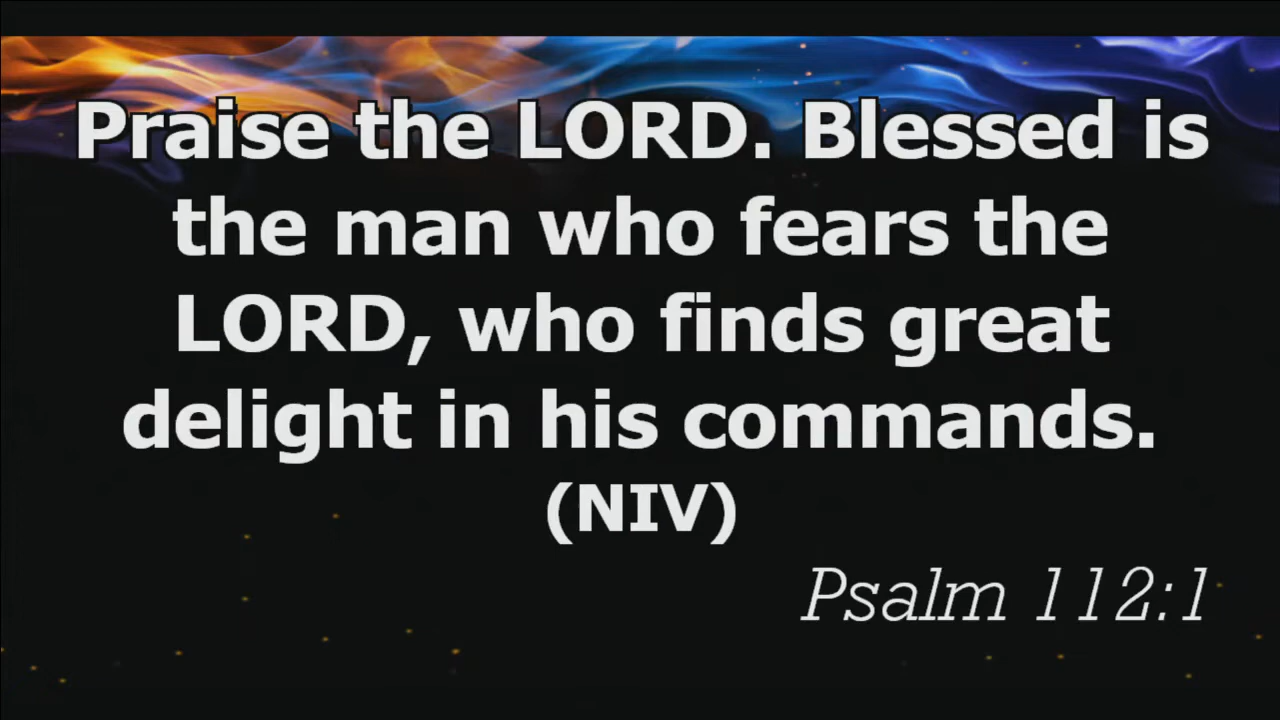 Praise the LORD. Blessed is
the man who fears the
LORD, who finds great
delight in his commands.
(NIV)
Psalm 112:1